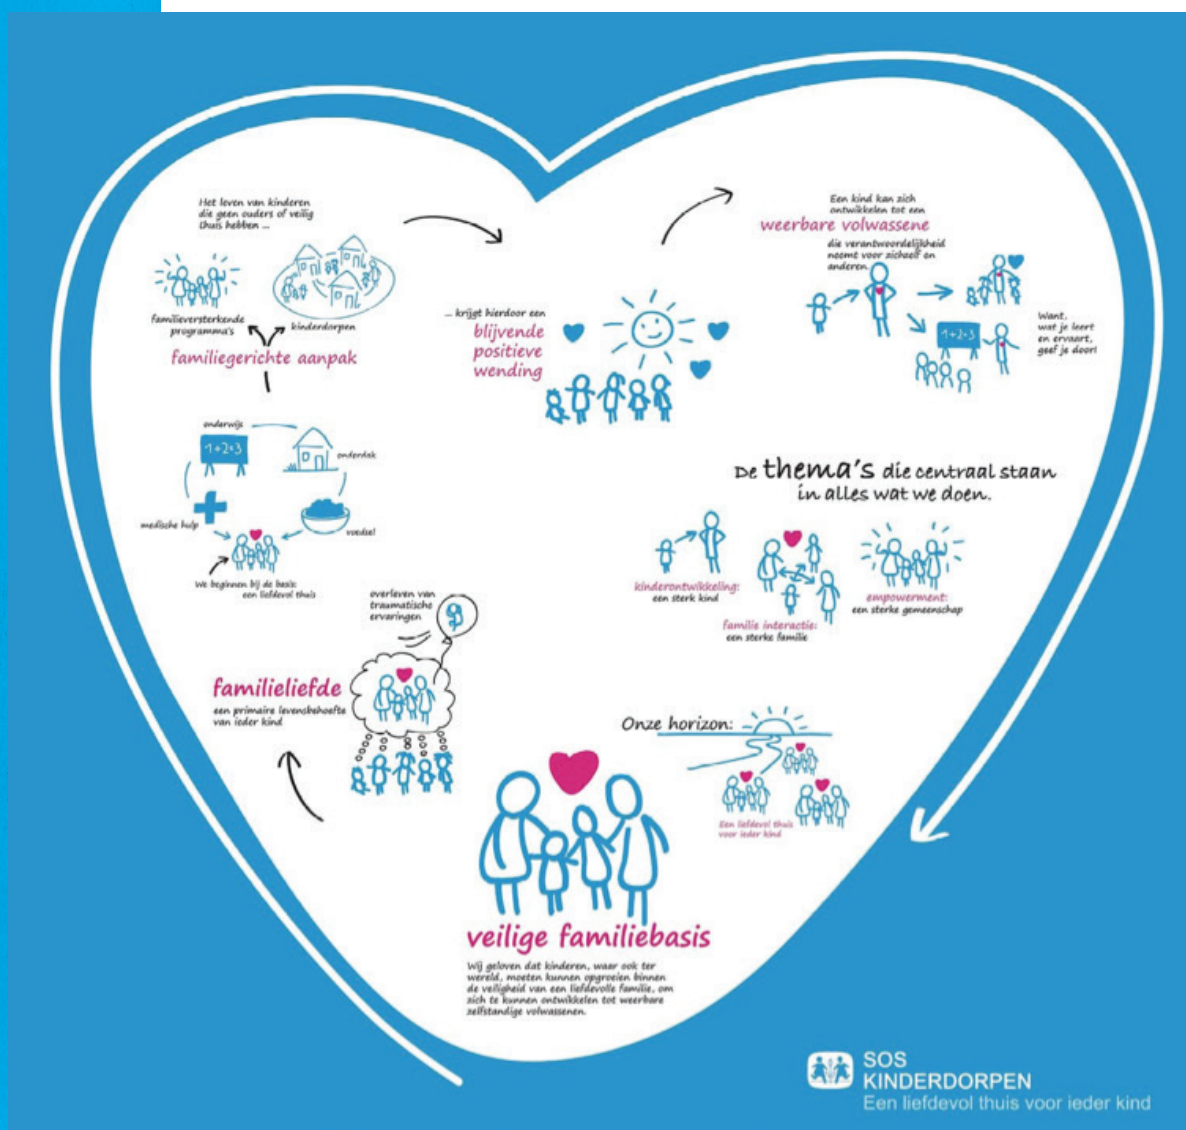 Het leven van kinderen
die geen ouders of veilig
thuis hebben ...
familieversterkende
programma's
kinderdorpen
familiegerichte aanpak
... krijgt hierdoor een
blijvende
positieve
wending
Een kind kan zich
ontwikkelen tot een
weerbare volwassene
die verantwoordelijkheid
neemt voor zichzelf en
anderen.
1+2=3
Want,
wat je leert
en ervaart,
geef je door!
onderwijs
1+2=3
onderdak
medische hulp
voedsel
We beginnen bij de basis:
een liefdevol thuis
De thema's die centraal staan
in alles wat we doen.
kinderontwikkeling:
een sterk kind
familie interactie:
een sterke familie
empowerment:
een sterke gemeenschap
overleven van
traumatische
ervaringen
familieliefde
een primaire levensbehoefte
van ieder kind
Onze horizon:
Een liefdevol thuis
voor ieder kind
veilige familiebasis
Wij geloven dat kinderen, waar ook ter
wereld, moeten kunnen opgroeien binnen
de veiligheid van een liefdevolle familie, om
zich te kunnen ontwikkelen tot weerbare
zelfstandige volwassenen.
SOS
KINDERDORPEN
Een liefdevol thuis voor ieder kind